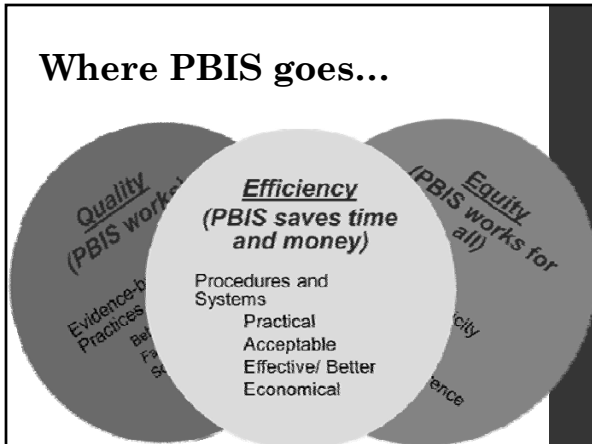 Where PBIS goes...
Quality
(PBIS works)
Practices
Efficiency
(PBIS saves time
and money)
Procedures and
Systems
Practical
Acceptable
Effective/ Better
Economical
Equity
(PBIS works for
all)